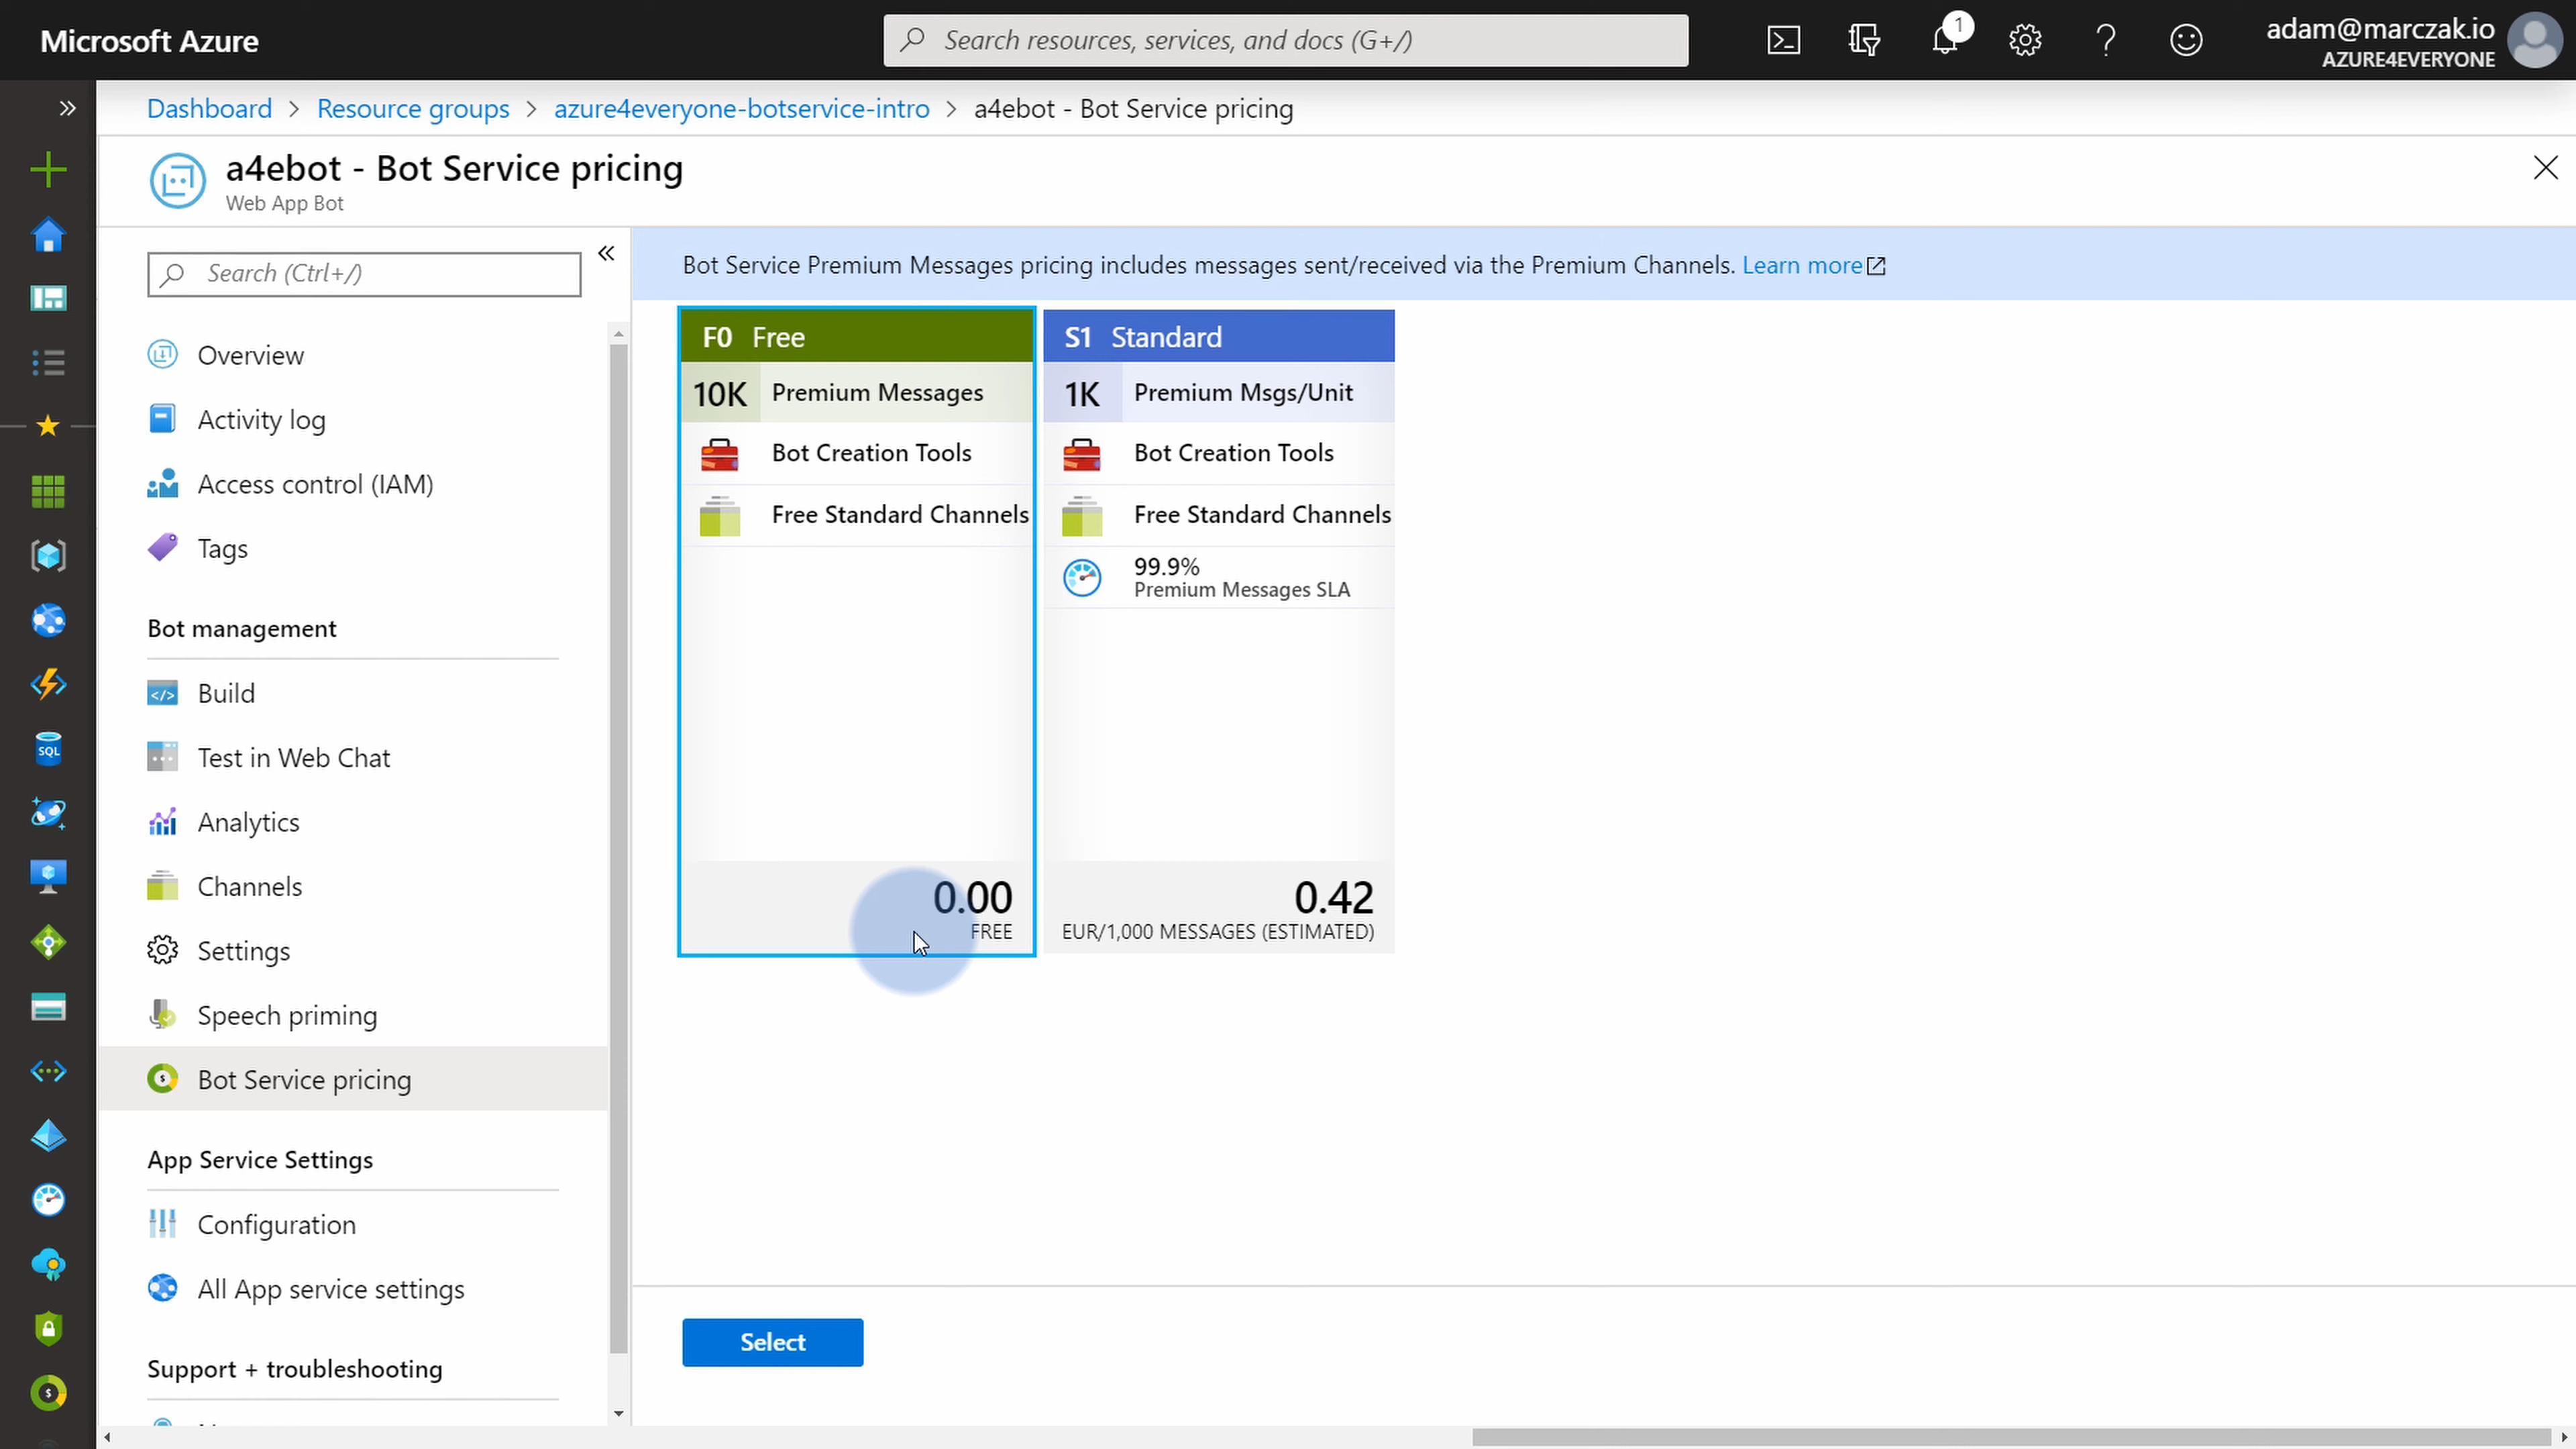 Microsoft Azure
Search resources, services, and docs (G+/)
1
adam@marczak.io
AZURE4EVERYONE
Dashboard > Resource groups > azure4everyone-botservice-intro > a4ebot - Bot Service pricing
a4ebot - Bot Service pricing
Web App Bot
Search (Ctrl+/)
Overview
Activity log
Access control (IAM)
Tags
Bot management
Build
Test in Web Chat
Analytics
Channels
Settings
Speech priming
Bot Service pricing
App Service Settings
Configuration
All App service settings
Support + troubleshooting
SQL
Bot Service Premium Messages pricing includes messages sent/received via the Premium Channels. Learn more
F0 Free
10K Premium Messages
Bot Creation Tools
Free Standard Channels
0.00
FREE
S1 Standard
1K Premium Msgs/Unit
Bot Creation Tools
Free Standard Channels
99.9%
Premium Messages SLA
0.42
EUR/1,000 MESSAGES (ESTIMATED)
Select